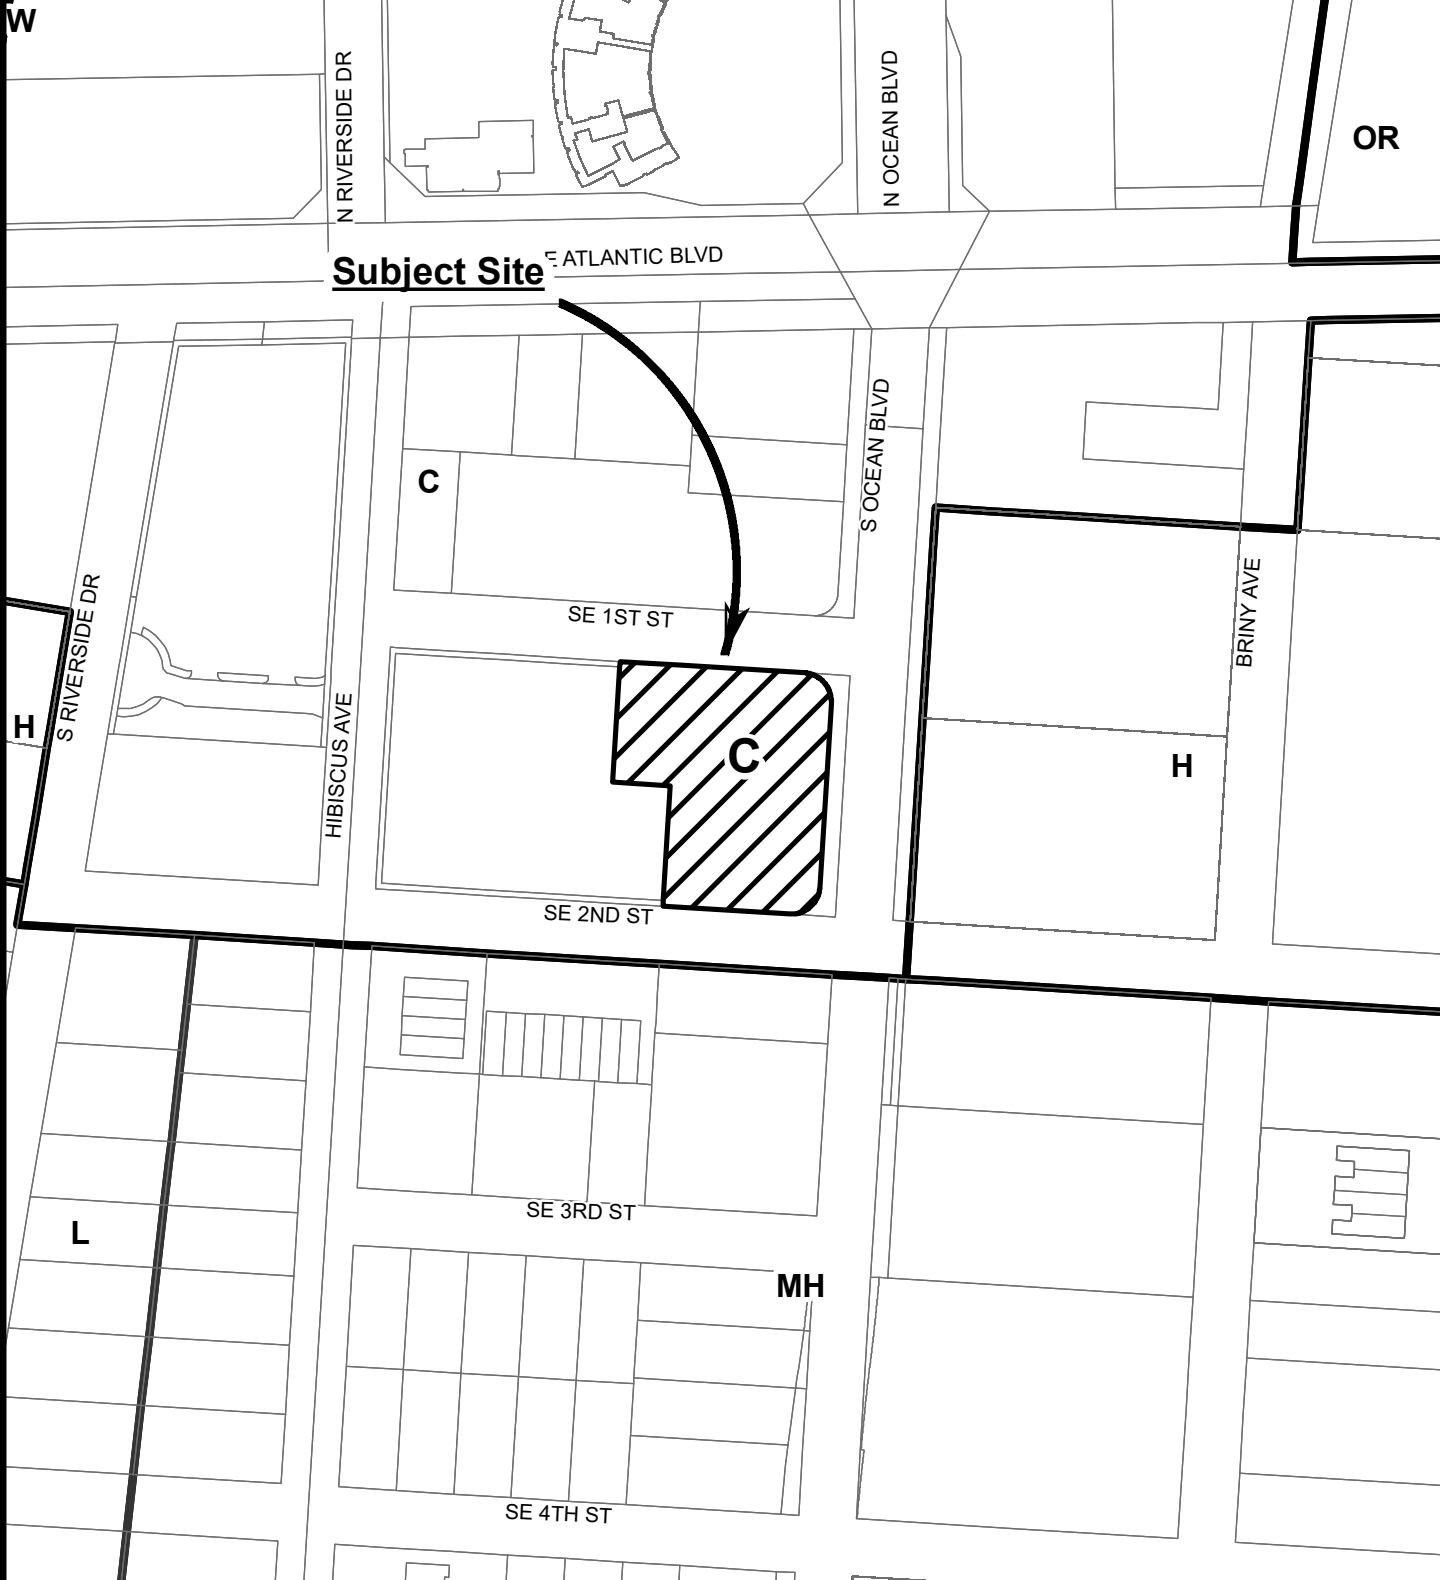 W
N RIVERSIDE DR
N OCEAN BLVD
OR
E ATLANTIC BLVD
Subject Site
S OCEAN BLVD
C
BRINY AVE
SE 1ST ST
S RIVERSIDE DR
HIBISCUS AVE
H
C
H
SE 2ND ST
SE 3RD ST
L
MH
SE 4TH ST